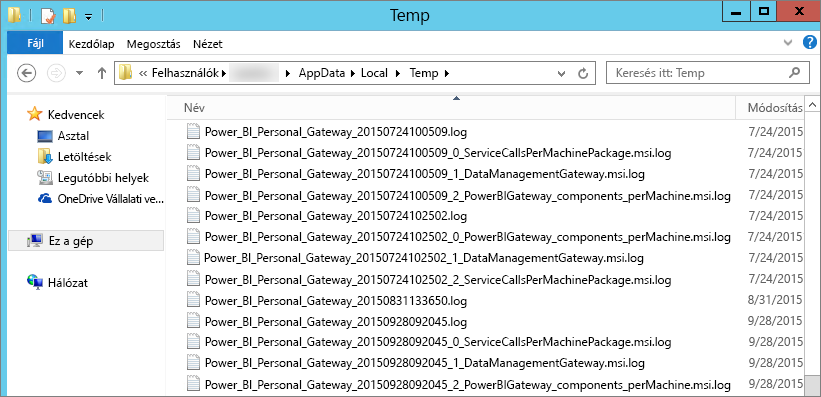 Temp
Fájl Kezdőlap Megosztás Nézet
« Felhasználók AppData Local Temp
Keresés itt: Temp
Név Módosítás
Kedvencek
Asztal
Letöltések
Legutóbbi helyek
OneDrive Vállalati ve...
Ez a gép
Hálózat
Power_BI_Personal_Gateway_20150724100509.log 7/24/2015
Power_BI_Personal_Gateway_20150724100509_0_ServiceCallsPerMachinePackage.msi.log 7/24/2015
Power_BI_Personal_Gateway_20150724100509_1_DataManagementGateway.msi.log 7/24/2015
Power_BI_Personal_Gateway_20150724100509_2_PowerBIGateway_components_perMachine.msi.log 7/24/2015
Power_BI_Personal_Gateway_20150724102502.log 7/24/2015
Power_BI_Personal_Gateway_20150724102502_0_PowerBIGateway_components_perMachine.msi.log 7/24/2015
Power_BI_Personal_Gateway_20150724102502_1_DataManagementGateway.msi.log 7/24/2015
Power_BI_Personal_Gateway_20150724102502_2_ServiceCallsPerMachinePackage.msi.log 7/24/2015
Power_BI_Personal_Gateway_20150831133650.log 8/31/2015
Power_BI_Personal_Gateway_20150928092045.log 9/28/2015
Power_BI_Personal_Gateway_20150928092045_0_ServiceCallsPerMachinePackage.msi.log 9/28/2015
Power_BI_Personal_Gateway_20150928092045_1_DataManagementGateway.msi.log 9/28/2015
Power_BI_Personal_Gateway_20150928092045_2_PowerBIGateway_components_perMachine.msi.log 9/28/2015